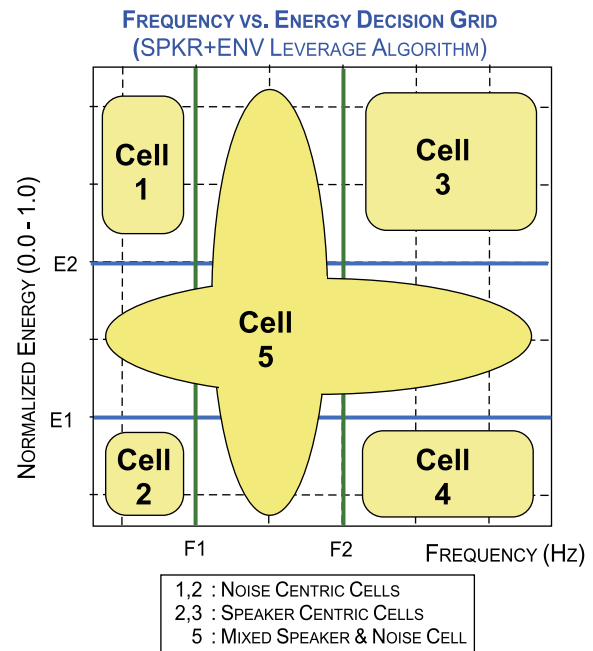 FREQUENCY VS. ENERGY DECISION GRID
(SPKR+ENV LEVERAGE ALGORITHM)
NORMALIZED ENERGY (0.0 - 1.0)
Cell
1
Cell
3
E2
Cell
5
E1
Cell
2
Cell
4
F1
F2
FREQUENCY (HZ)
1,2 : NOISE CENTRIC CELLS
2,3 : SPEAKER CENTRIC CELLS
5 : MIXED SPEAKER & NOISE CELL